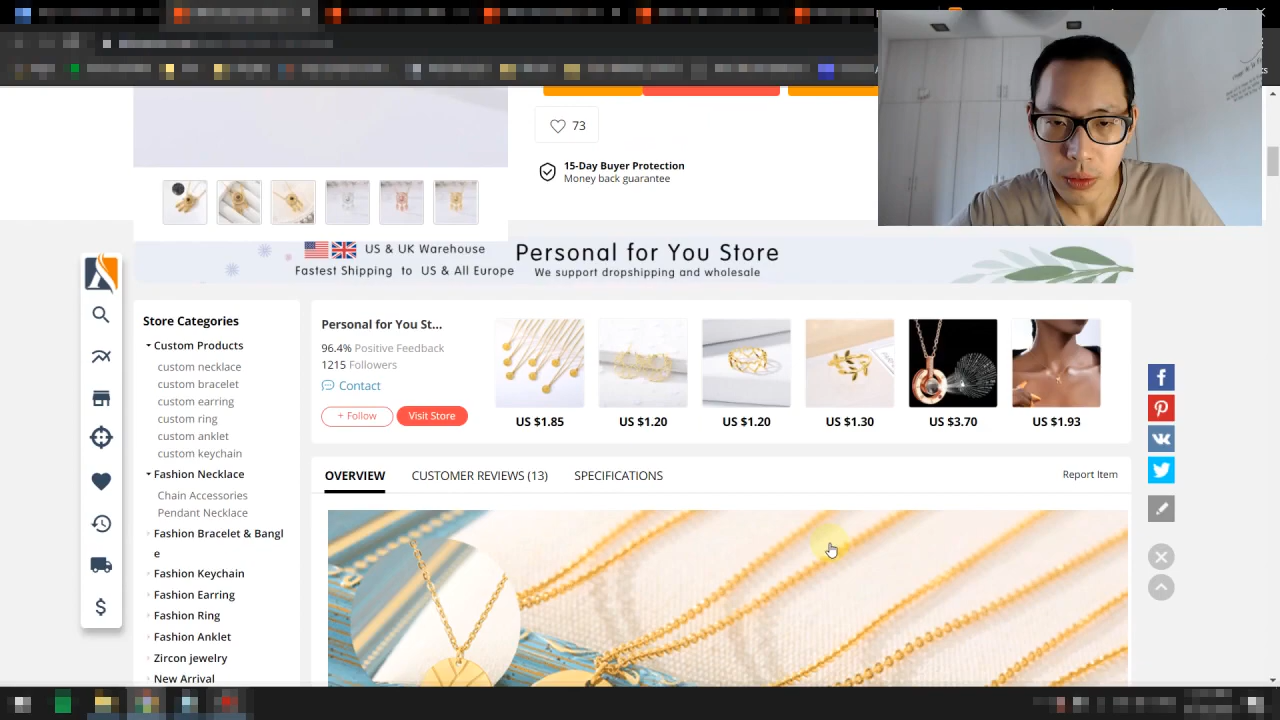 73
15-Day Buyer Protection
Money back guarantee
US & UK Warehouse
Fastest Shipping to US & All Europe
Personal for You Store
We support dropshipping and wholesale
Store Categories
Custom Products
custom necklace
custom bracelet
custom earring
custom ring
custom anklet
custom keychain
Fashion Necklace
Chain Accessories
Pendant Necklace
Fashion Bracelet & Bangl
e
Fashion Keychain
Fashion Earring
Fashion Ring
Fashion Anklet
Zircon jewelry
New Arrival
Personal for You St...
96.4% Positive Feedback
1215 Followers
Contact
+ Follow
Visit Store
US $1.85
US $1.20
US $1.20
US $1.30
US $3.70
US $1.93
OVERVIEW
CUSTOMER REVIEWS (13)
SPECIFICATIONS
Report Item